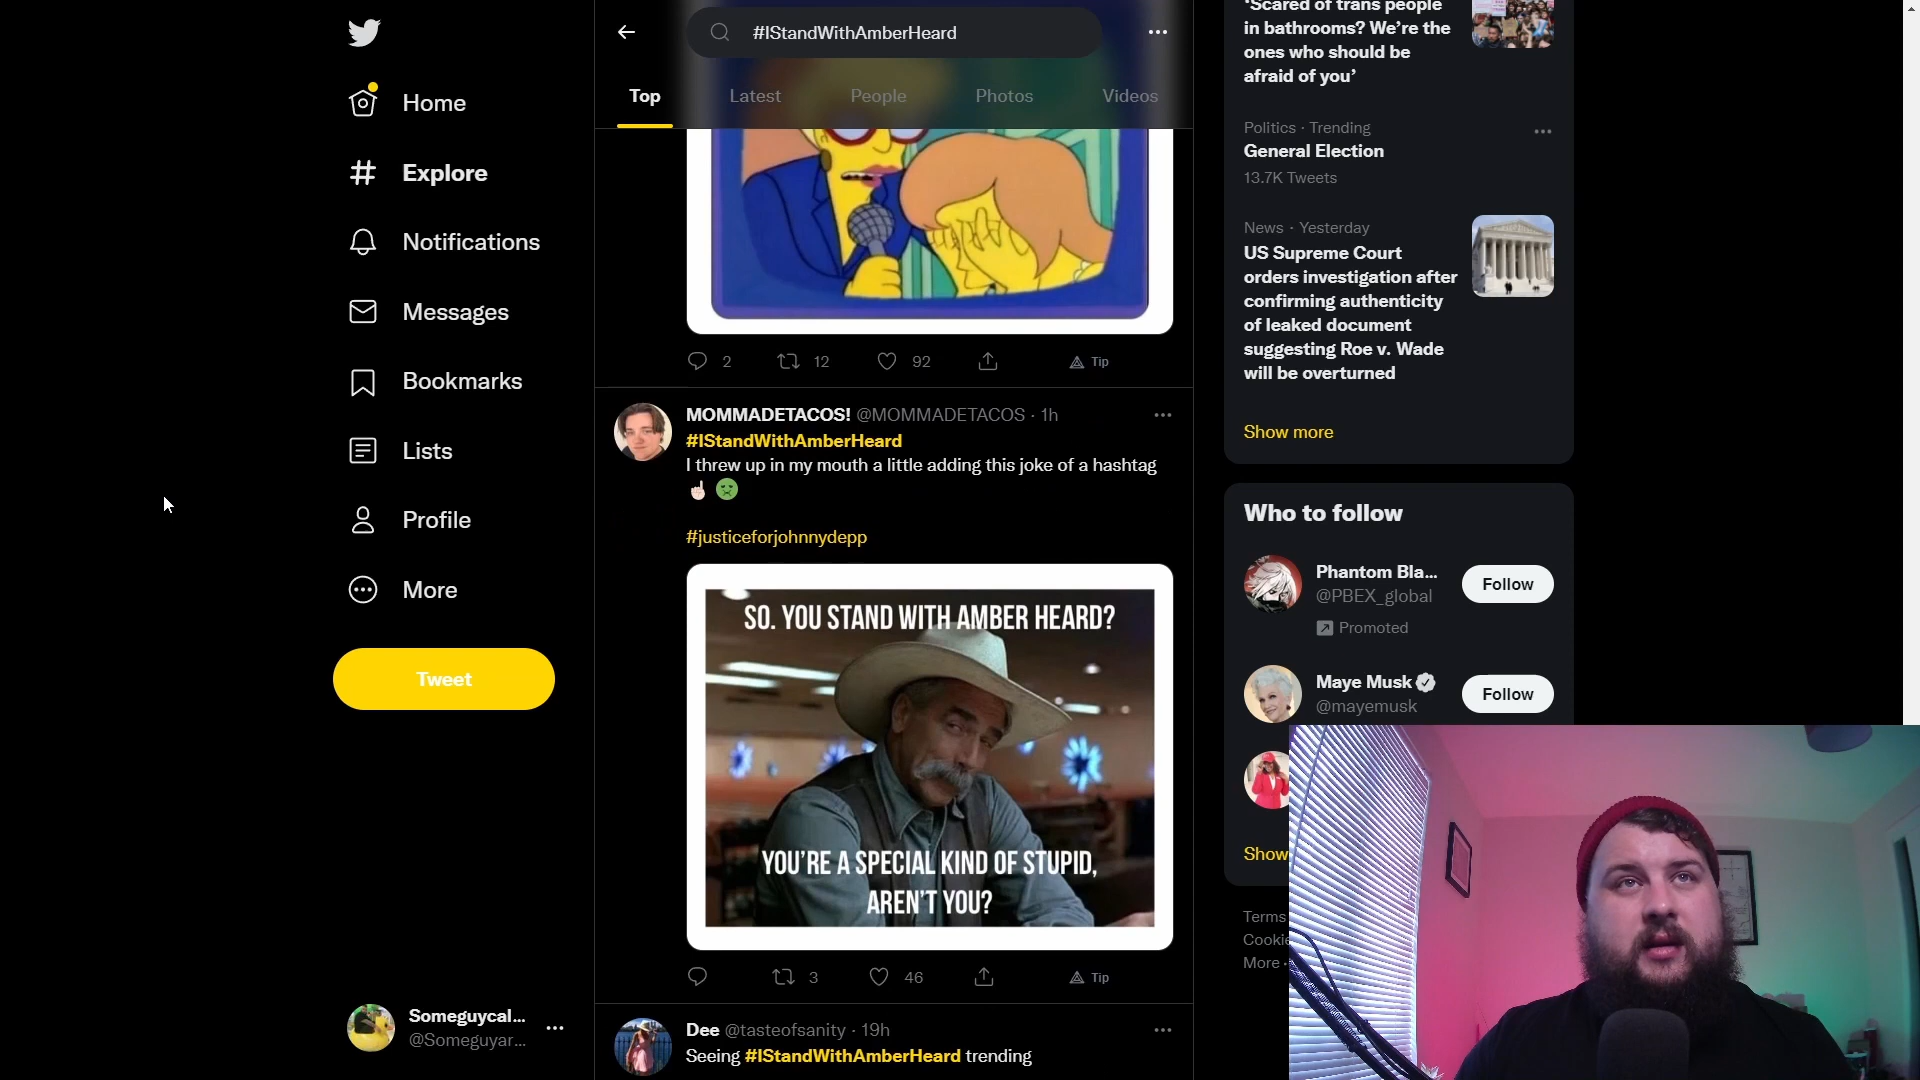 Home
Explore
Notifications
Messages
Bookmarks
Lists
Profile
More
Tweet
Someguycal...
@Someguyar...
#IStandWithAmberHeard
Top
Latest
People
Photos
Videos
2
12
92
Tip
MOMMADETACOS! @MOMMADETACOS · 1h
#IStandWithAmberHeard
I threw up in my mouth a little adding this joke of a hashtag
#justiceforjohnnydepp
SO. YOU STAND WITH AMBER HEARD?
YOU'RE A SPECIAL KIND OF STUPID,
AREN'T YOU?
3
46
Tip
Dee @tasteofsanity · 19h
Seeing #IStandWithAmberHeard trending
'Scared of trans people
in bathrooms? We're the
ones who should be
afraid of you'
Politics · Trending
General Election
13.7K Tweets
News · Yesterday
US Supreme Court
orders investigation after
confirming authenticity
of leaked document
suggesting Roe v. Wade
will be overturned
Show more
Who to follow
Phantom Bla...
@PBEX_global
Promoted
Follow
Maye Musk
@mayemusk
Follow
Show
Terms
Cookie
More ·